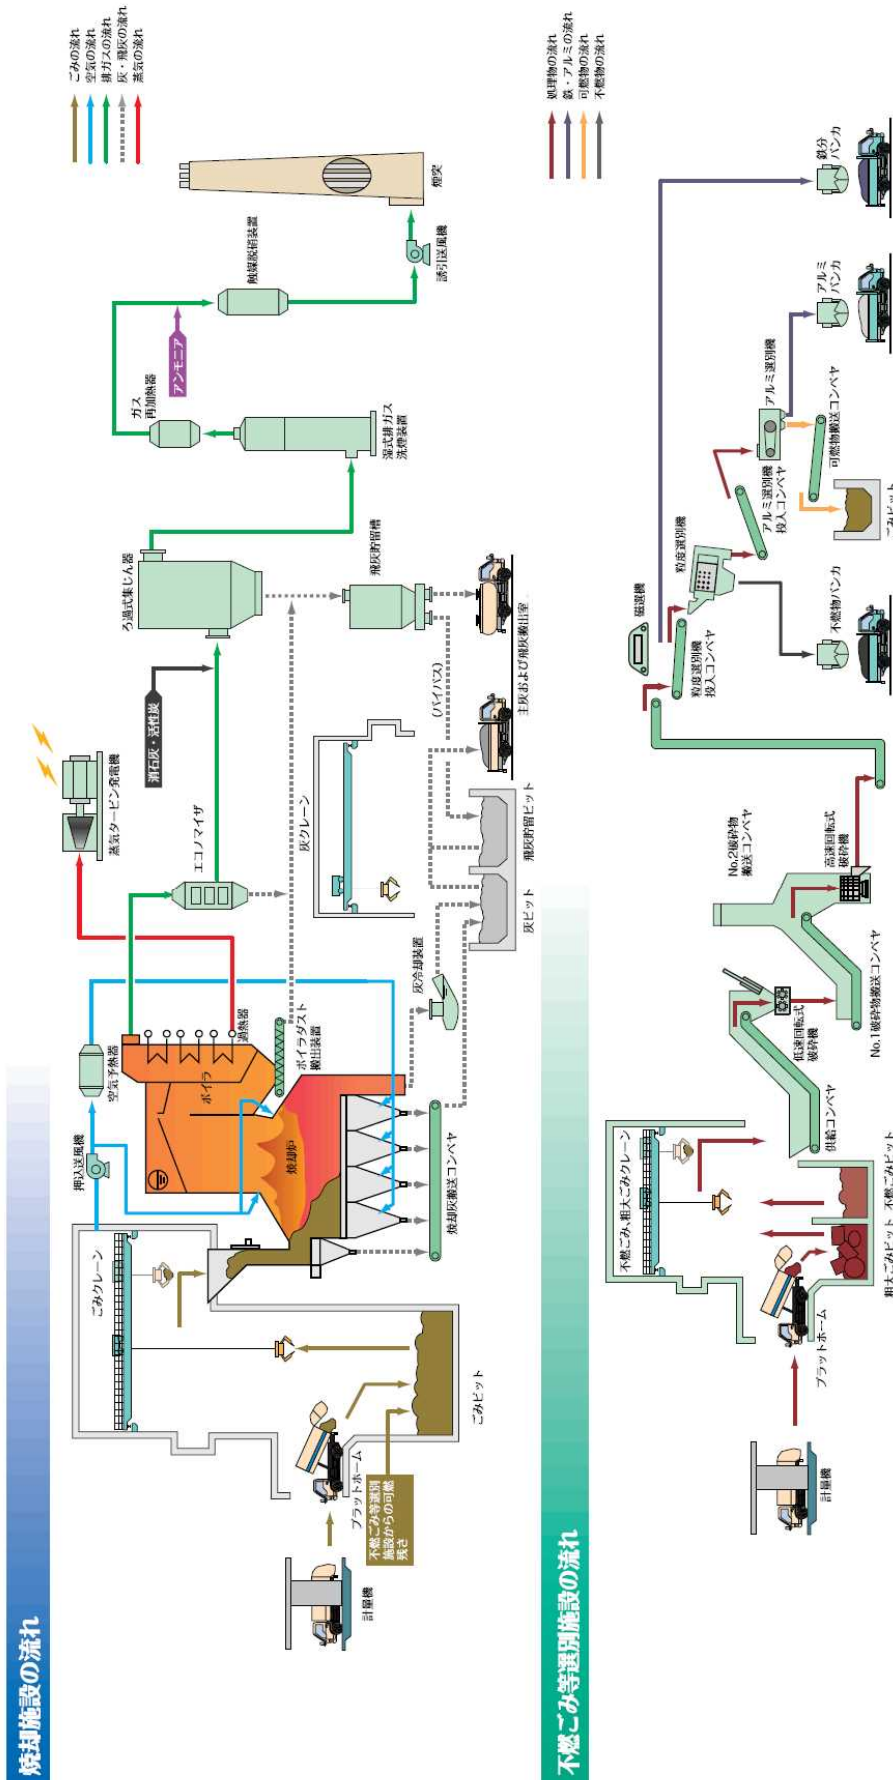 焼却施設の流れ
ごみの流れ
空気の流れ
排ガスの流れ
灰・飛灰の流れ
蒸気の流れ
計量機
プラットホーム
不燃ごみ等選別
施設からの可燃
残さ
ごみピット
ごみクレーン
押込送風機
空気予熱器
ボイラ
過熱器
焼却炉
ボイラダスト
搬出装置
焼却灰搬送コンベヤ
灰冷却装置
灰ピット
飛灰貯留ピット
灰クレーン
エコノマイザ
蒸気タービン発電機
消石灰・活性炭
ろ過式集じん器
飛灰貯留槽
(バイパス)
主灰および飛灰搬出室
湿式排ガス
洗煙装置
ガス
再加熱器
アンモニア
触媒脱硝装置
誘引送風機
煙突
不燃ごみ等選別施設の流れ
処理物の流れ
鉄・アルミの流れ
可燃物の流れ
不燃物の流れ
計量機
プラットホーム
粗大ごみピット
不燃ごみピット
不燃ごみ、粗大ごみクレーン
供給コンベヤ
低速回転式
破砕機
No.1破砕物搬送コンベヤ
高速回転式
破砕機
No.2破砕物
搬送コンベヤ
磁選機
粒度選別機
投入コンベヤ
粒度選別機
不燃物バンカ
アルミ選別機
投入コンベヤ
アルミ選別機
可燃物搬送コンベヤ
ごみピット
アルミ
バンカ
鉄分
バンカ